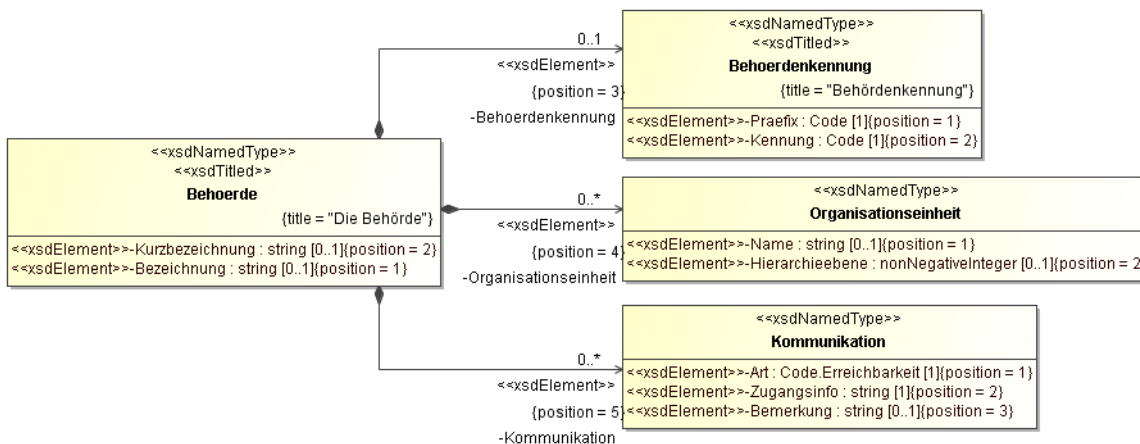 <<xsdNamedType>>
<<xsdTitled>>
Behoerde
{title = "Die Behörde"}
<<xsdElement>>-Kurzbezeichnung : string [0..1]{position = 2}
<<xsdElement>>-Bezeichnung : string [0..1]{position = 1}
0..1
<<xsdElement>>
{position = 3}
-Behoerdenkennung
<<xsdNamedType>>
<<xsdTitled>>
Behoerdenkennung
{title = "Behördenkennung"}
<<xsdElement>>-Praefix : Code [1]{position = 1}
<<xsdElement>>-Kennung : Code [1]{position = 2}
0..*
<<xsdElement>>
{position = 4}
-Organisationseinheit
<<xsdNamedType>>
Organisationseinheit
<<xsdElement>>-Name : string [0..1]{position = 1}
<<xsdElement>>-Hierarchieebene : nonNegativeInteger [0..1]{position = 2
0..*
<<xsdElement>>
{position = 5}
-Kommunikation
<<xsdNamedType>>
Kommunikation
<<xsdElement>>-Art : Code.Erreichbarkeit [1]{position = 1}
<<xsdElement>>-Zugangsinfo : string [1]{position = 2}
<<xsdElement>>-Bemerkung : string [0..1]{position = 3}